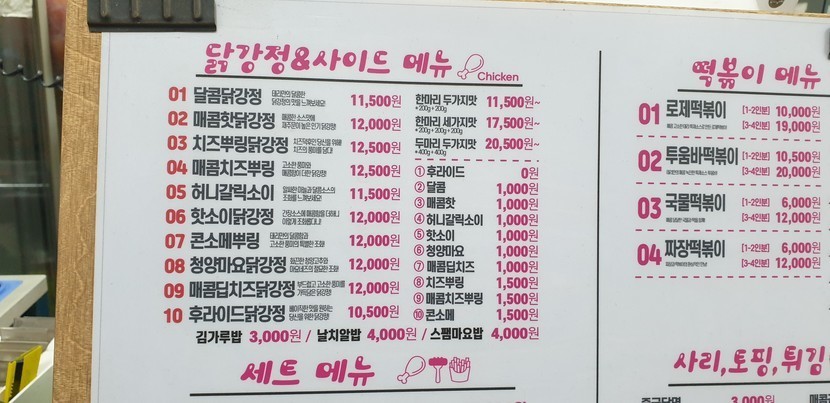 닭강정&사이드 메뉴 Chicken
01 달콤닭강정 11,500원
02 매콤핫닭강정 12,000원
03 치즈뿌링닭강정 12,500원
04 매콤치즈뿌링 12,500원
05 허니갈릭소이 11,500원
06 핫소이닭강정 12,000원
07 콘소메뿌링 12,000원
08 청양마요닭강정 12,000원
09 매콤딥치즈닭강정 12,000원
10 후라이드닭강정 10,500원
한마리 두가지맛 11,500원~
+200g +200g
한마리 세가지맛 17,500원~
+200g +200g +200g
두마리 두가지맛 20,500원~
+400g +400g
① 후라이드 0원
② 달콤 1,000원
③ 매콤핫 1,000원
④ 허니갈릭소이 1,000원
⑤ 핫소이 1,000원
⑥ 청양마요 1,000원
⑦ 매콤딥치즈 1,000원
⑧ 치즈뿌링 1,500원
⑨ 매콤치즈뿌링 1,500원
⑩ 콘소메 1,500원
김가루밥 3,000원 / 날치알밥 4,000원 / 스팸마요밥 4,000원
세트 메뉴
떡볶이 메뉴
01 로제떡볶이 [1-2인분] 10,000원
[3-4인분] 19,000원
02 투움바떡볶이 [1-2인분] 10,500원
[3-4인분] 20,000원
03 국물떡볶이 [1-2인분] 6,000원
[3-4인분] 12,000원
04 짜장떡볶이 [1-2인분] 6,000원
[3-4인분] 12,000원
사리,토핑,튀김
3,000원